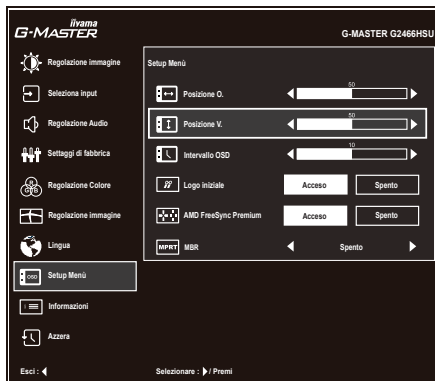 iiyama
G-MASTER
G-MASTER G2466HSU
Regolazione immagine
Seleziona input
Regolazione Audio
Settaggi di fabbrica
R G B
Regolazione Colore
Regolazione immagine
Lingua
OSD
Setup Menù
Informazioni
Azzera
Setup Menù
Posizione O.
50
Posizione V.
50
Intervallo OSD
10
Logo iniziale
Acceso
Spento
AMD FreeSync Premium
Acceso
Spento
MPRT
MBR
Spento
Esci :
Selezionare : / Premi